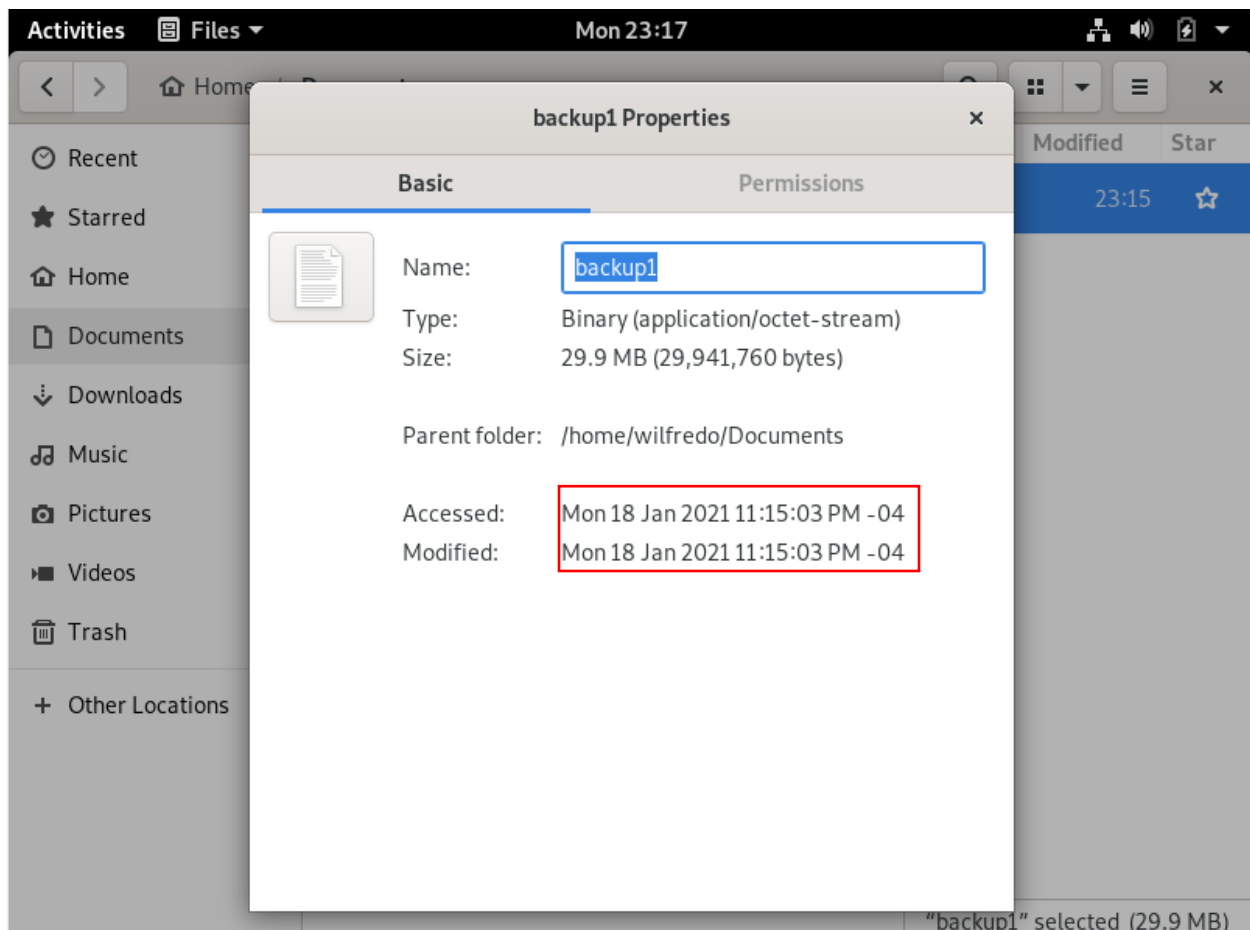 Activities Files Mon 23:17
Home
backup1 Properties
Modified Star
Basic Permissions
23:15
Recent
Starred
Home
Documents
Downloads
Music
Pictures
Videos
Trash
+ Other Locations
Name: backup1
Type: Binary (application/octet-stream)
Size: 29.9 MB (29,941,760 bytes)
Parent folder: /home/wilfredo/Documents
Accessed: Mon 18 Jan 2021 11:15:03 PM -04
Modified: Mon 18 Jan 2021 11:15:03 PM -04
"backup1" selected (29.9 MB)